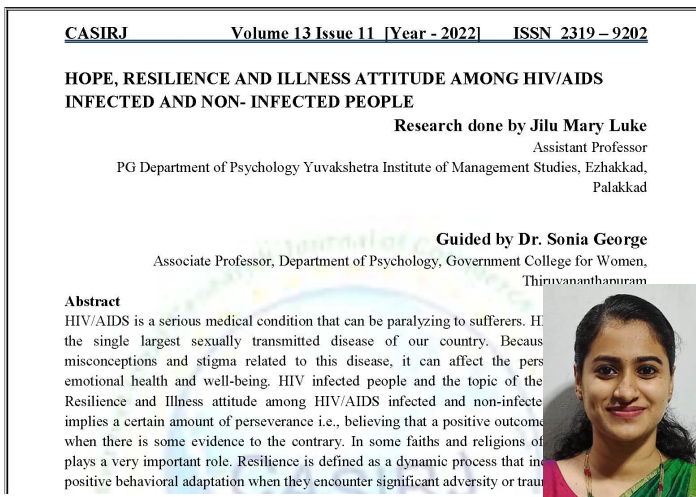 CASIRJ Volume 13 Issue 11 [Year - 2022] ISSN 2319 – 9202
HOPE, RESILIENCE AND ILLNESS ATTITUDE AMONG HIV/AIDS
INFECTED AND NON- INFECTED PEOPLE
Research done by Jilu Mary Luke
Assistant Professor
PG Department of Psychology Yuvakshetra Institute of Management Studies, Ezhakkad,
Palakkad
Guided by Dr. Sonia George
Associate Professor, Department of Psychology, Government College for Women,
Thiruvananthapuram
Abstract
HIV/AIDS is a serious medical condition that can be paralyzing to sufferers.
the single largest sexually transmitted disease of our country.
misconceptions and stigma related to this disease, it can affect the
emotional health and well-being. HIV infected people and the topic of the
Resilience and Illness attitude among HIV/AIDS infected and
implies a certain amount of perseverance i.e., believing that a positive outcome
when there is some evidence to the contrary. In some faiths and religions of
plays a very important role. Resilience is defined as a dynamic process that
positive behavioral adaptation when they encounter significant adversity or